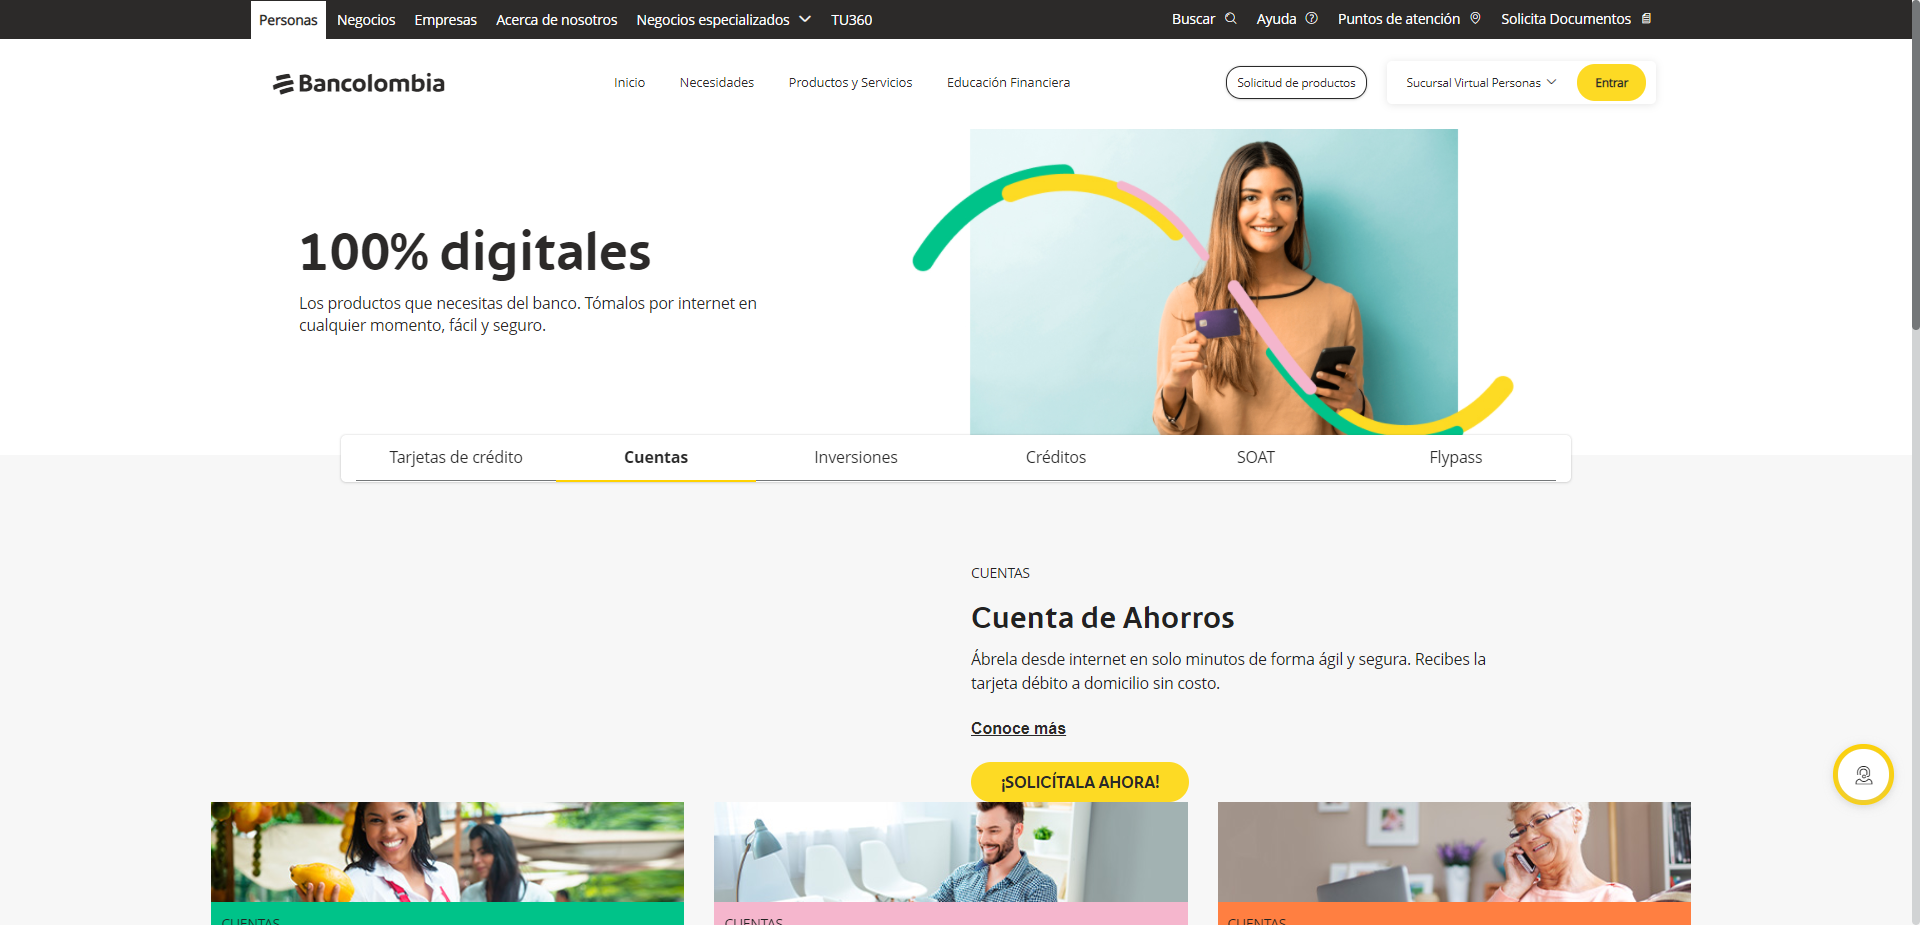 Personas Negocios Empresas Acerca de nosotros Negocios especializados TU360 Buscar Ayuda Puntos de atención Solicita Documentos
Bancolombia Inicio Necesidades Productos y Servicios Educación Financiera Solicitud de productos Sucursal Virtual Personas Entrar
100% digitales
Los productos que necesitas del banco. Tómalos por internet en
cualquier momento, fácil y seguro.
Tarjetas de crédito Cuentas Inversiones Créditos SOAT Flypass
CUENTAS
Cuenta de Ahorros
Ábrela desde internet en solo minutos de forma ágil y segura. Recibes la
tarjeta débito a domicilio sin costo.
Conoce más
¡SOLICÍTALA AHORA!
CUENTAS CUENTAS CUENTAS